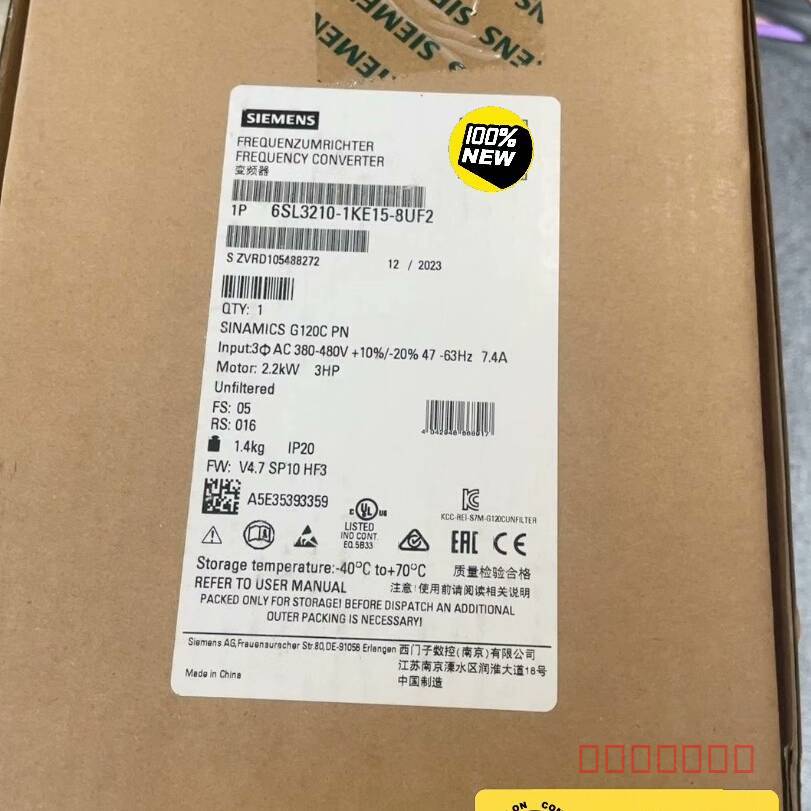 SIEMENS
SIEMENS
FREQUENZUMRICHTER
FREQUENCY CONVERTER
变频器
100%
NEW
1P 6SL3210-1KE15-8UF2
S ZVRD105488272 12 / 2023
QTY: 1
SINAMICS G120C PN
Input:3Φ AC 380-480V +10%/-20% 47 -63Hz 7.4A
Motor: 2.2kW 3HP
Unfiltered
FS: 05
RS: 016
1.4kg IP20
FW: V4.7 SP10 HF3
A5E35393359
C UL US
LISTED
IND CONT.
EQ.5B33
KCC-REI-S7M-G120CUNFILTER
EAC CE
Storage temperature:-40°C to+70°C 质量检验合格
REFER TO USER MANUAL 注意!使用前请阅读相关说明
PACKED ONLY FOR STORAGE! BEFORE DISPATCH AN ADDITIONAL
OUTER PACKING IS NECESSARY!
Siemens AG,Frauenaurscher Str.80,DE-91056 Erlangen 西门子数控(南京)有限公司
江苏南京溧水区润淮大道18号
Made in China 中国制造